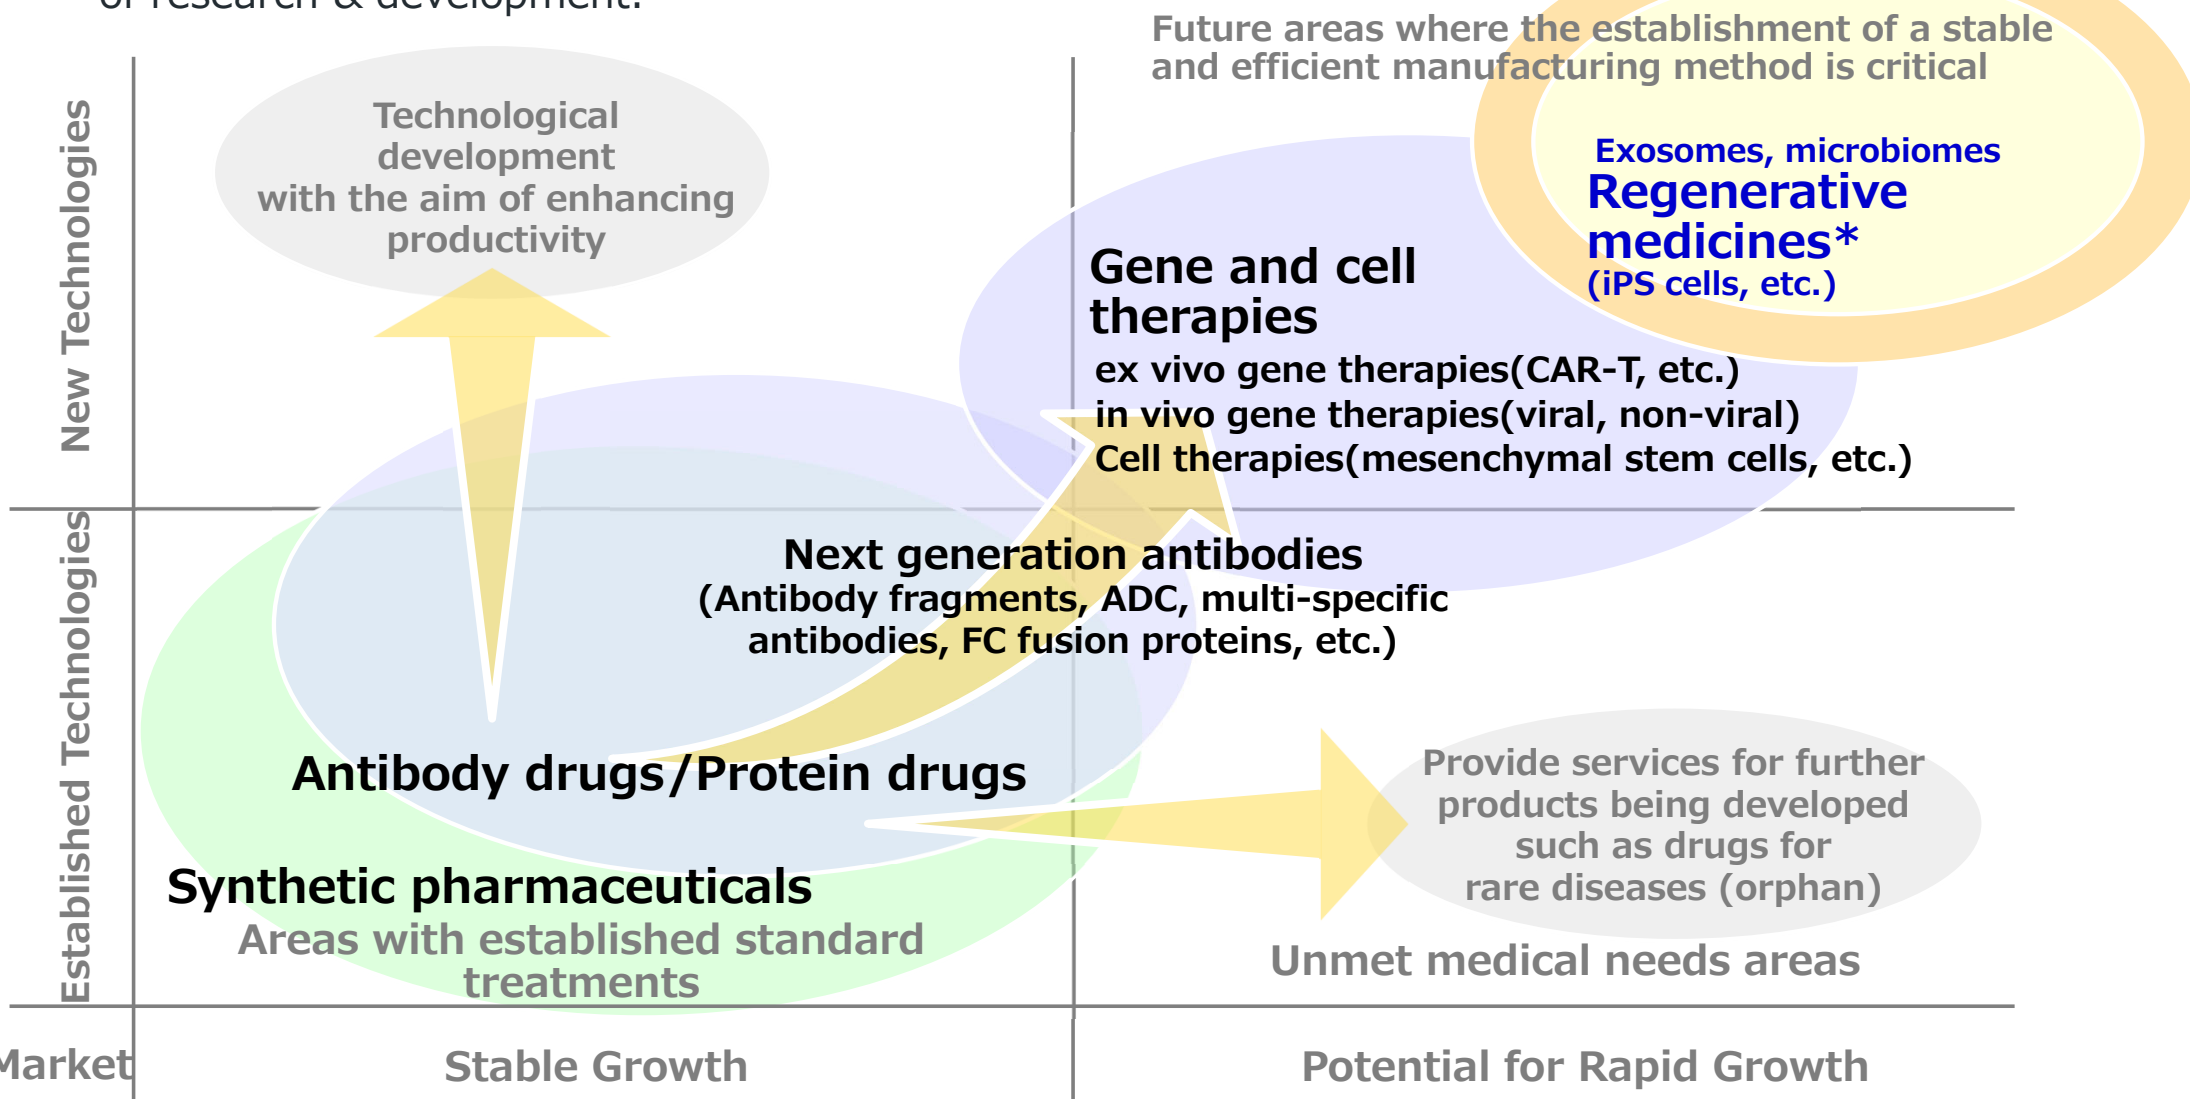 of research & development.
Future areas where the establishment of a stable
and efficient manufacturing method is critical
New Technologies
Technological
development
with the aim of enhancing
productivity
Exosomes, microbiomes
Regenerative
medicines*
(iPS cells, etc.)
Gene and cell
therapies
ex vivo gene therapies(CAR-T, etc.)
in vivo gene therapies(viral, non-viral)
Cell therapies(mesenchymal stem cells, etc.)
Established Technologies
Next generation antibodies
(Antibody fragments, ADC, multi-specific
antibodies, FC fusion proteins, etc.)
Antibody drugs/Protein drugs
Provide services for further
products being developed
such as drugs for
rare diseases (orphan)
Synthetic pharmaceuticals
Areas with established standard
treatments
Unmet medical needs areas
Market
Stable Growth
Potential for Rapid Growth